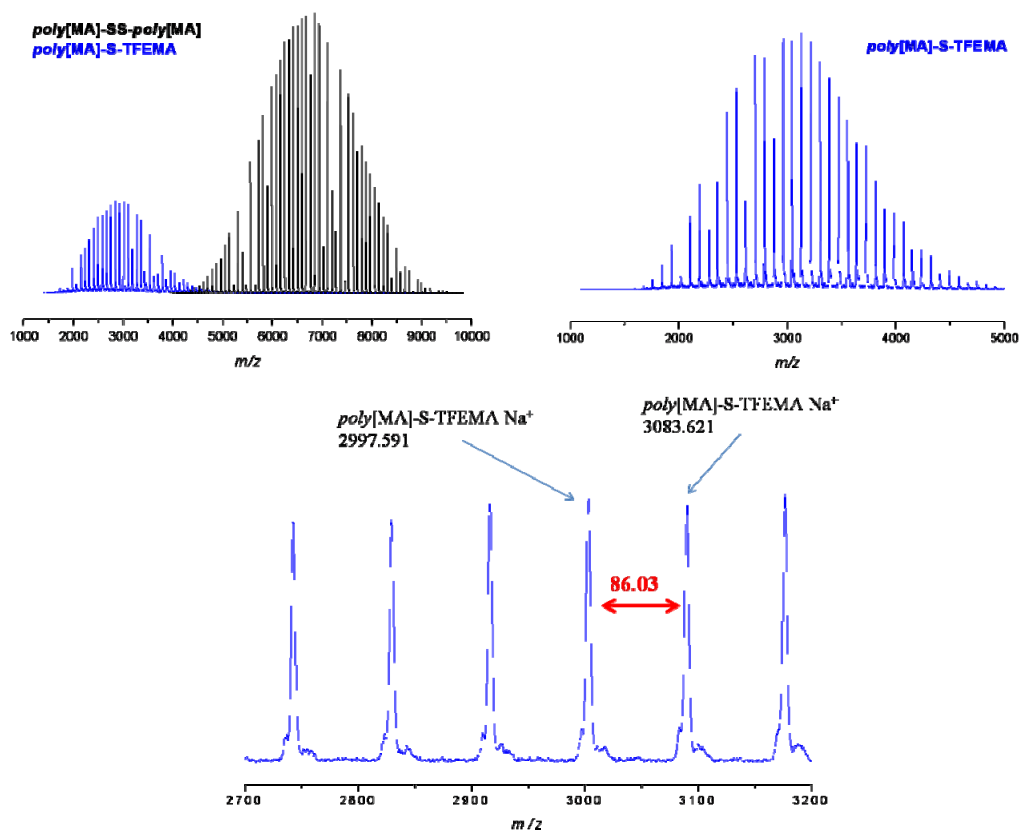 poly[MA]-SS-poly[MA]
poly[MA]-S-TFEMA
1000 2000 3000 4000 5000 6000 7000 8000 9000 10000
m/z
poly[MA]-S-TFEMA
1000 2000 3000 4000 5000
m/z
poly[MA]-S-TFEMA Na⁺
2997.591
poly[MA]-S-TFEMA Na⁺
3083.621
86.03
2700 2800 2900 3000 3100 3200
m/z